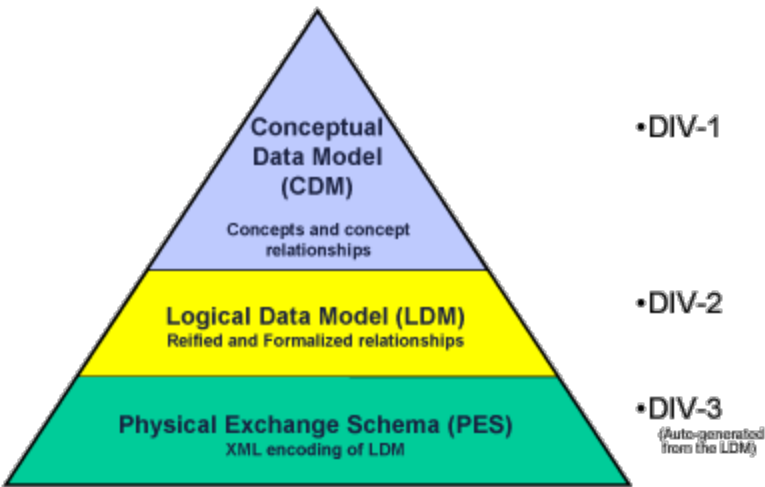 Conceptual
Data Model
(CDM)
Concepts and concept
relationships
•DIV-1
Logical Data Model (LDM)
Reified and Formalized relationships
•DIV-2
Physical Exchange Schema (PES)
XML encoding of LDM
•DIV-3
(Auto-generated
from the LDM)